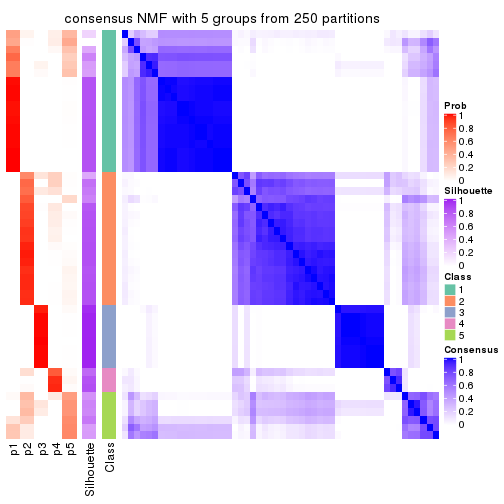 consensus NMF with 5 groups from 250 partitions
Prob
1
0.8
0.6
0.4
0.2
0
Silhouette
1
0.8
0.6
0.4
0.2
0
Class
1
2
3
4
5
Consensus
1
0.8
0.6
0.4
0.2
0
p1
p2
p3
p4
p5
Silhouette
Class